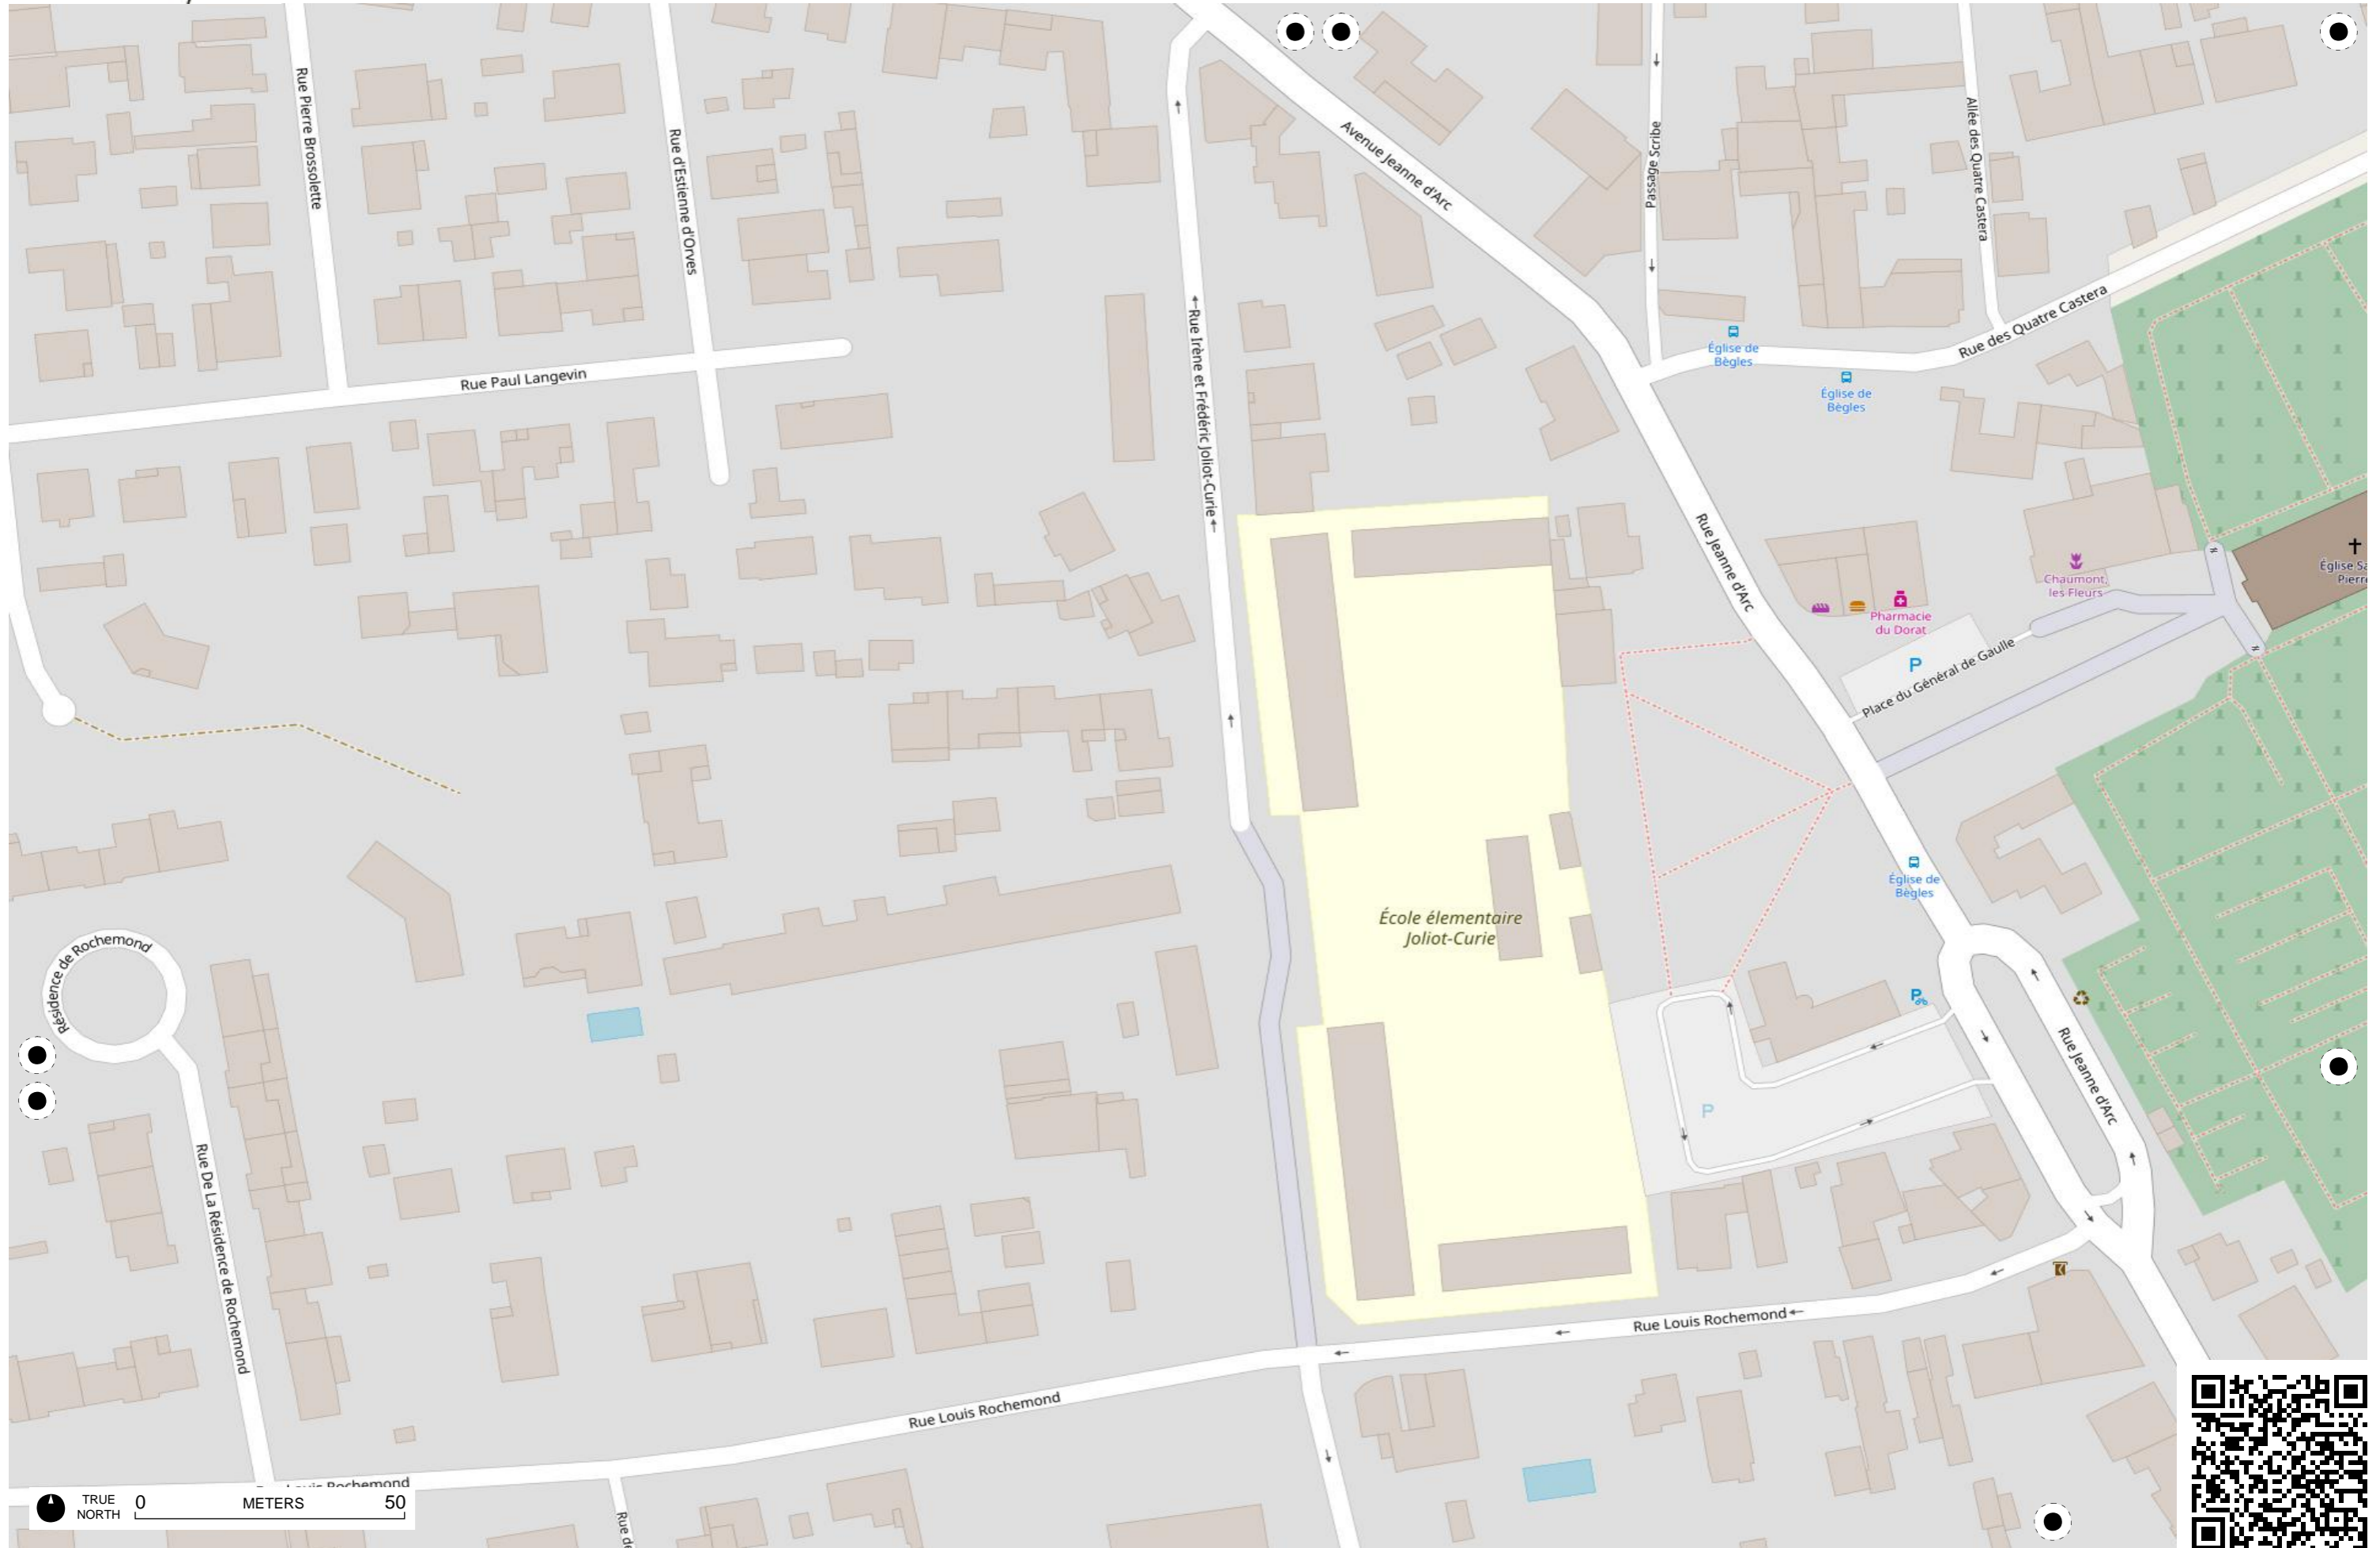 Rue Pierre Brossolette
Rue d'Estienne d'Orves
Avenue Jeanne d'Arc
Passage Scribe
Allée des Quatre Castera
Rue des Quatre Castera
Église de
Bègles
Église de
Bègles
Rue Paul Langevin
Rue Irène et Frédéric Joliot-Curie
Rue Jeanne d'Arc
Chaumont,
les Fleurs
Pharmacie
du Dorat
P
Place du Général de Gaulle
Église de
Bègles
École élementaire
Joliot-Curie
Résidence de Rochemond
P
P
Rue Jeanne d'Arc
Rue De La Résidence de Rochemond
Rue Louis Rochemond
Rue Louis Rochemond
TRUE
NORTH
0 METERS 50